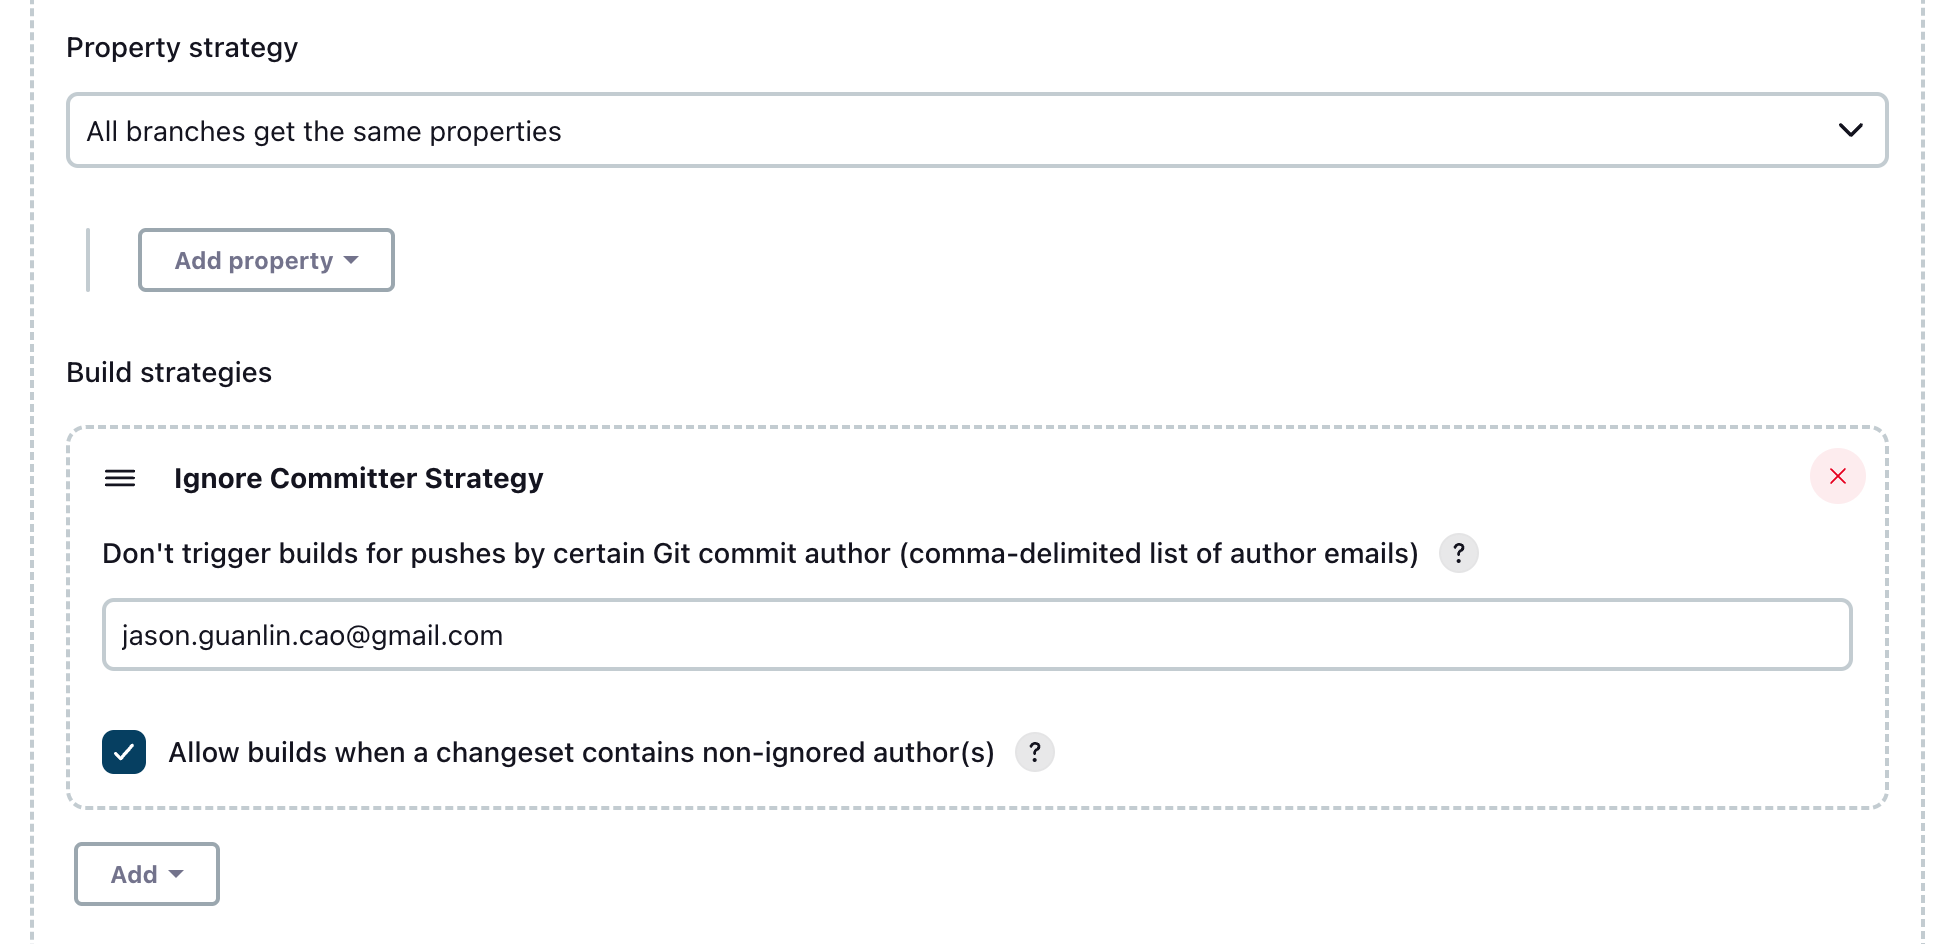 Property strategy
All branches get the same properties
Add property
Build strategies
Ignore Committer Strategy
Don't trigger builds for pushes by certain Git commit author (comma-delimited list of author emails) ?
jason.guanlin.cao@gmail.com
Allow builds when a changeset contains non-ignored author(s) ?
Add